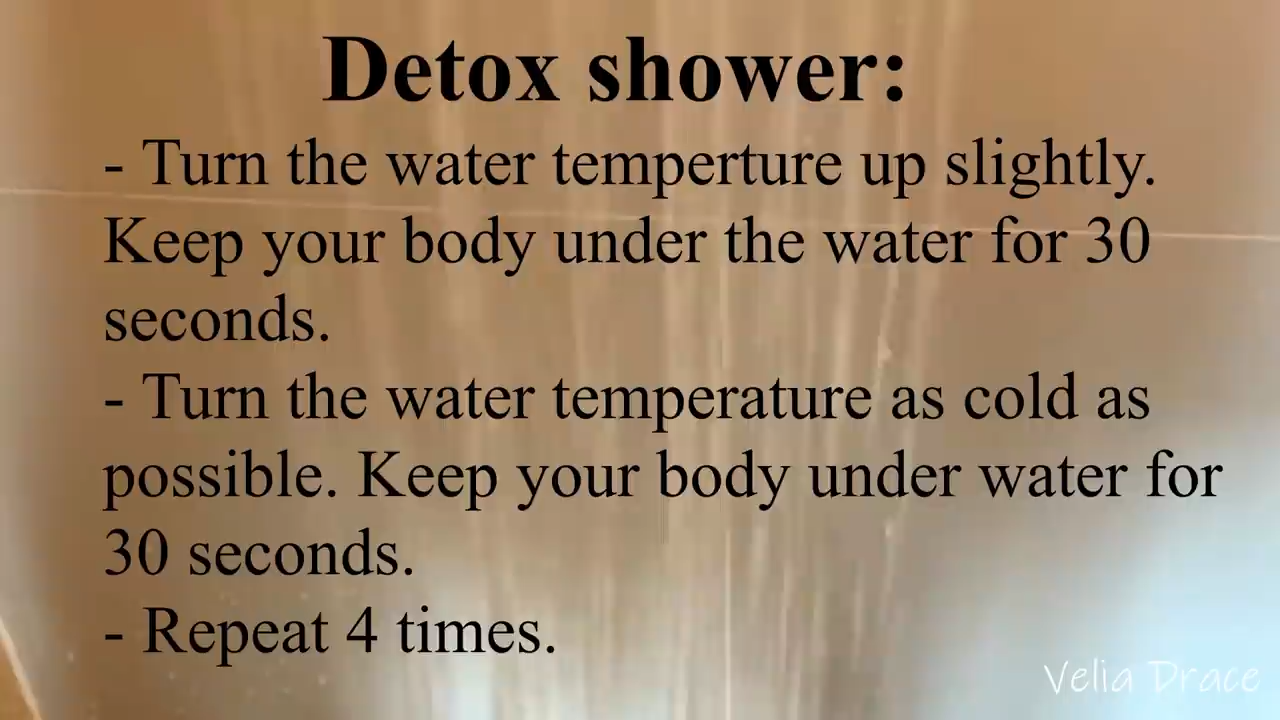 Detox shower:
- Turn the water temperture up slightly.
Keep your body under the water for 30
seconds.
- Turn the water temperature as cold as
possible. Keep your body under water for
30 seconds.
- Repeat 4 times.
Velia Drace